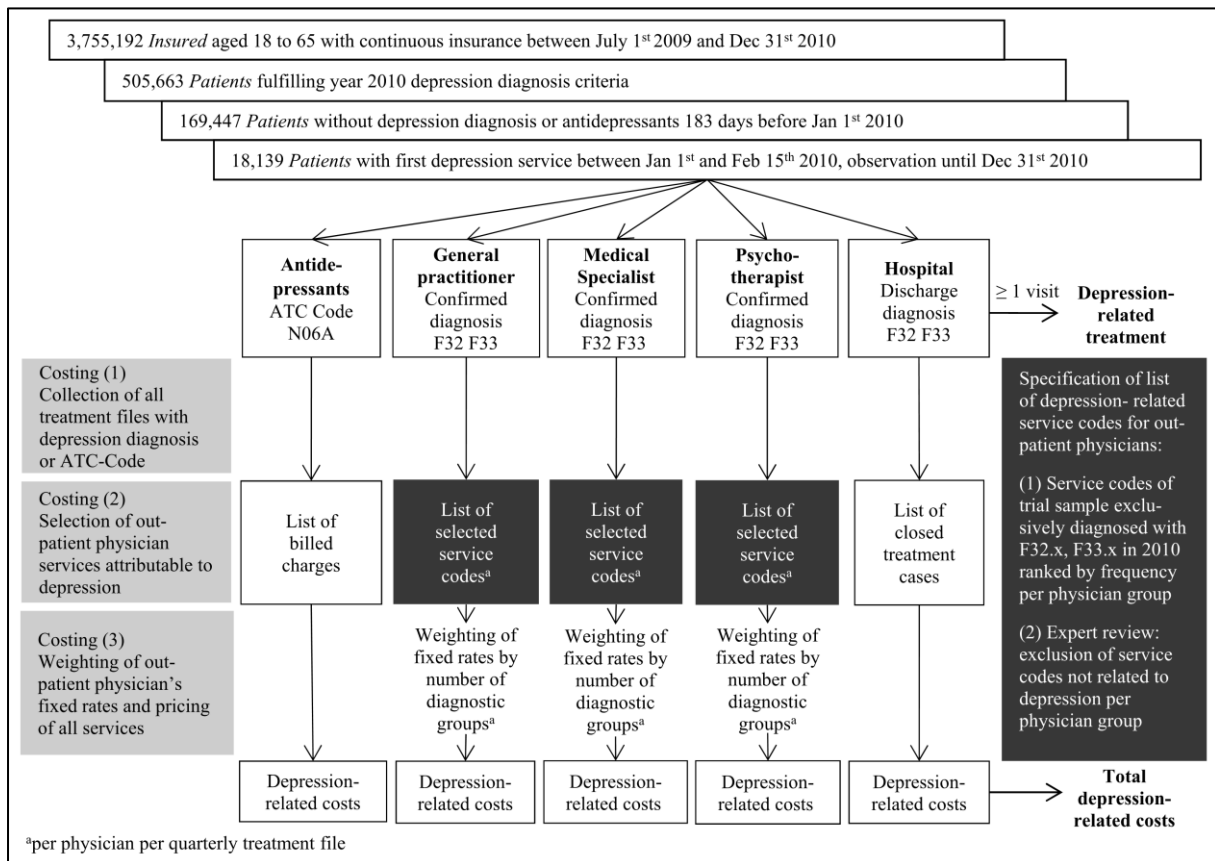 3,755,192 Insured aged 18 to 65 with continuous insurance between July 1st 2009 and Dec 31st 2010
505,663 Patients fulfilling year 2010 depression diagnosis criteria
169,447 Patients without depression diagnosis or antidepressants 183 days before Jan 1st 2010
18,139 Patients with first depression service between Jan 1st and Feb 15th 2010, observation until Dec 31st 2010
Antide-
pressants
ATC Code
N06A
General
practitioner
Confirmed
diagnosis
F32 F33
Medical
Specialist
Confirmed
diagnosis
F32 F33
Psycho-
therapist
Confirmed
diagnosis
F32 F33
Hospital
Discharge
diagnosis
F32 F33
≥ 1 visit
Depression-
related
treatment
Costing (1)
Collection of all
treatment files with
depression diagnosis
or ATC-Code
Costing (2)
Selection of out-
patient physician
services attributable to
depression
List of
billed
charges
List of
selected
service
codesa
List of
selected
service
codesa
List of
selected
service
codesa
List of
closed
treatment
cases
Specification of list
of depression- related
service codes for out-
patient physicians:
(1) Service codes of
trial sample exclu-
sively diagnosed with
F32.x, F33.x in 2010
ranked by frequency
per physician group
(2) Expert review:
exclusion of service
codes not related to
depression per
physician group
Costing (3)
Weighting of out-
patient physician’s
fixed rates and pricing
of all services
Weighting of
fixed rates by
number of
diagnostic
groupsa
Weighting of
fixed rates by
number of
diagnostic
groupsa
Weighting of
fixed rates by
number of
diagnostic
groupsa
Depression-
related costs
Depression-
related costs
Depression-
related costs
Depression-
related costs
Depression-
related costs
Total
depression-
related costs
aper physician per quarterly treatment file